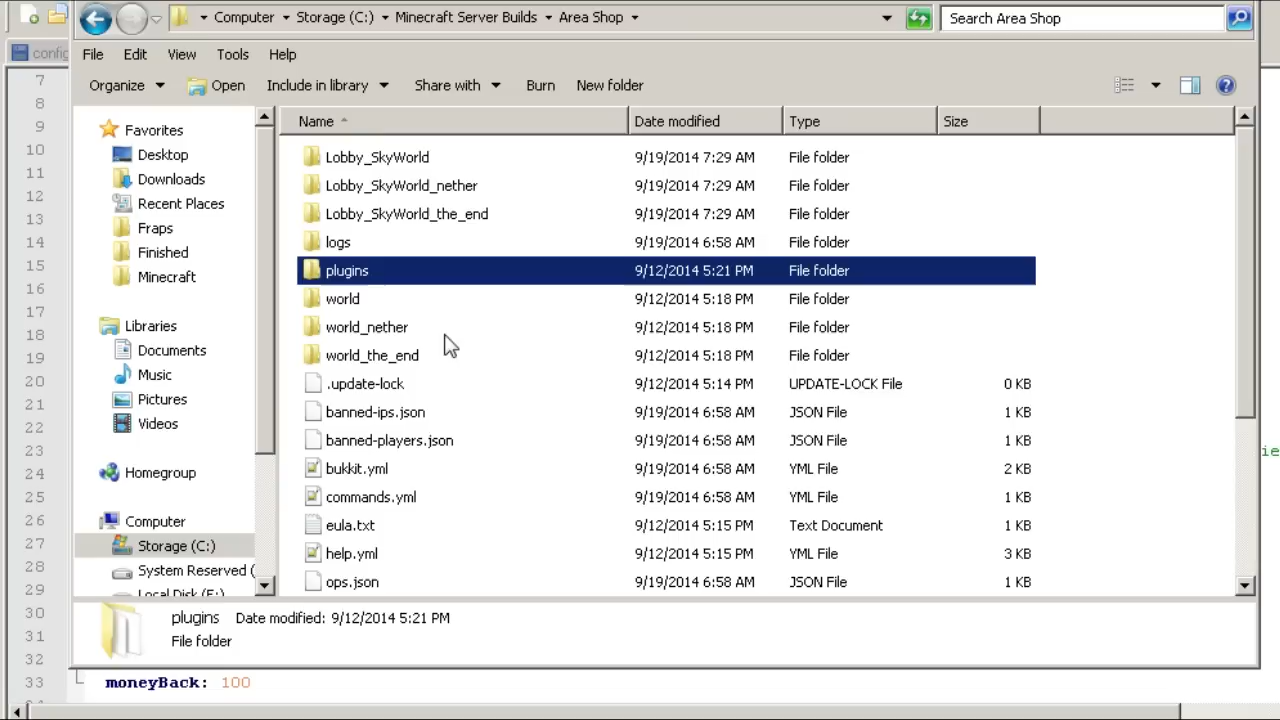 Computer Storage (C:) Minecraft Server Builds Area Shop Search Area Shop
config
File Edit View Tools Help
Organize Open Include in library Share with Burn New folder
Name Date modified Type Size
Favorites
Desktop
Downloads
Recent Places
Fraps
Finished
Minecraft
Libraries
Documents
Music
Pictures
Videos
Homegroup
Computer
Storage (C:)
System Reserved (
Local Disk (F:)
Lobby_SkyWorld 9/19/2014 7:29 AM File folder
Lobby_SkyWorld_nether 9/19/2014 7:29 AM File folder
Lobby_SkyWorld_the_end 9/19/2014 7:29 AM File folder
logs 9/19/2014 6:58 AM File folder
plugins 9/12/2014 5:21 PM File folder
world 9/12/2014 5:18 PM File folder
world_nether 9/12/2014 5:18 PM File folder
world_the_end 9/12/2014 5:18 PM File folder
.update-lock 9/12/2014 5:14 PM UPDATE-LOCK File 0 KB
banned-ips.json 9/19/2014 6:58 AM JSON File 1 KB
banned-players.json 9/19/2014 6:58 AM JSON File 1 KB
bukkit.yml 9/19/2014 6:58 AM YML File 2 KB
commands.yml 9/19/2014 6:58 AM YML File 1 KB
eula.txt 9/12/2014 5:15 PM Text Document 1 KB
help.yml 9/12/2014 5:15 PM YML File 3 KB
ops.json 9/19/2014 6:58 AM JSON File 1 KB
plugins Date modified: 9/12/2014 5:21 PM
File folder
7
8
9
10
11
12
13
14
15
16
17
18
19
20
21
22
23
24
25
26
27
28
29
30
31
32
33 moneyBack: 100
ie